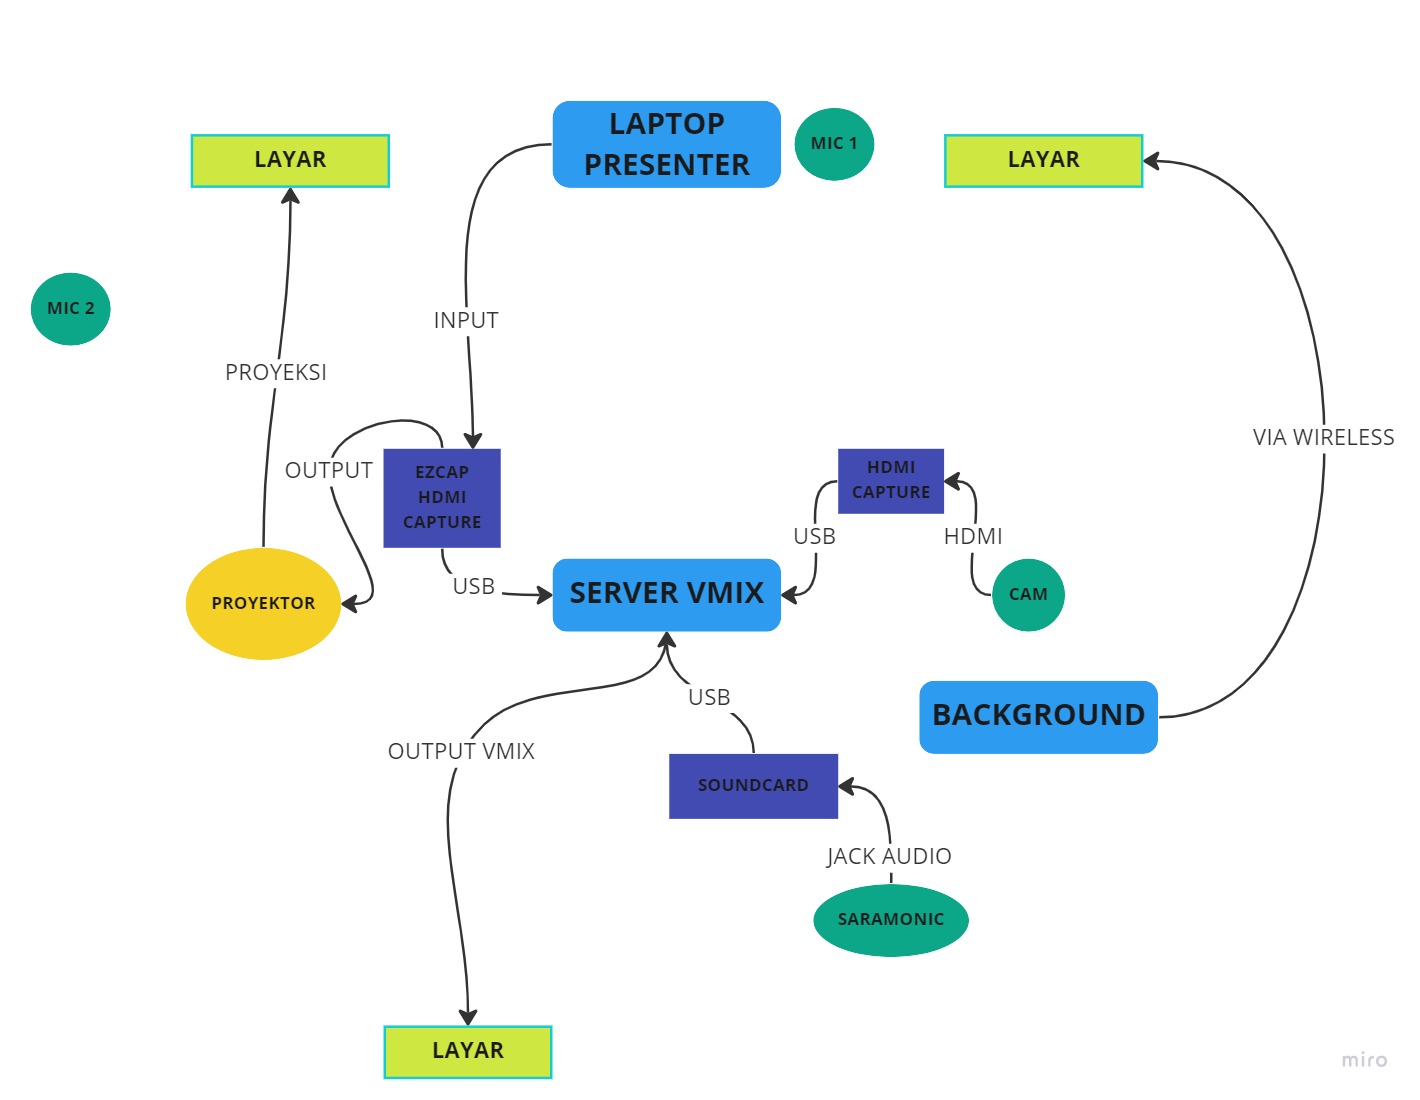 LAPTOP
PRESENTER
MIC 1
LAYAR
LAYAR
MIC 2
INPUT
PROYEKSI
VIA WIRELESS
OUTPUT
EZCAP
HDMI
CAPTURE
HDMI
CAPTURE
USB
HDMI
USB
SERVER VMIX
CAM
PROYEKTOR
USB
BACKGROUND
OUTPUT VMIX
SOUNDCARD
JACK AUDIO
SARAMONIC
LAYAR
miro